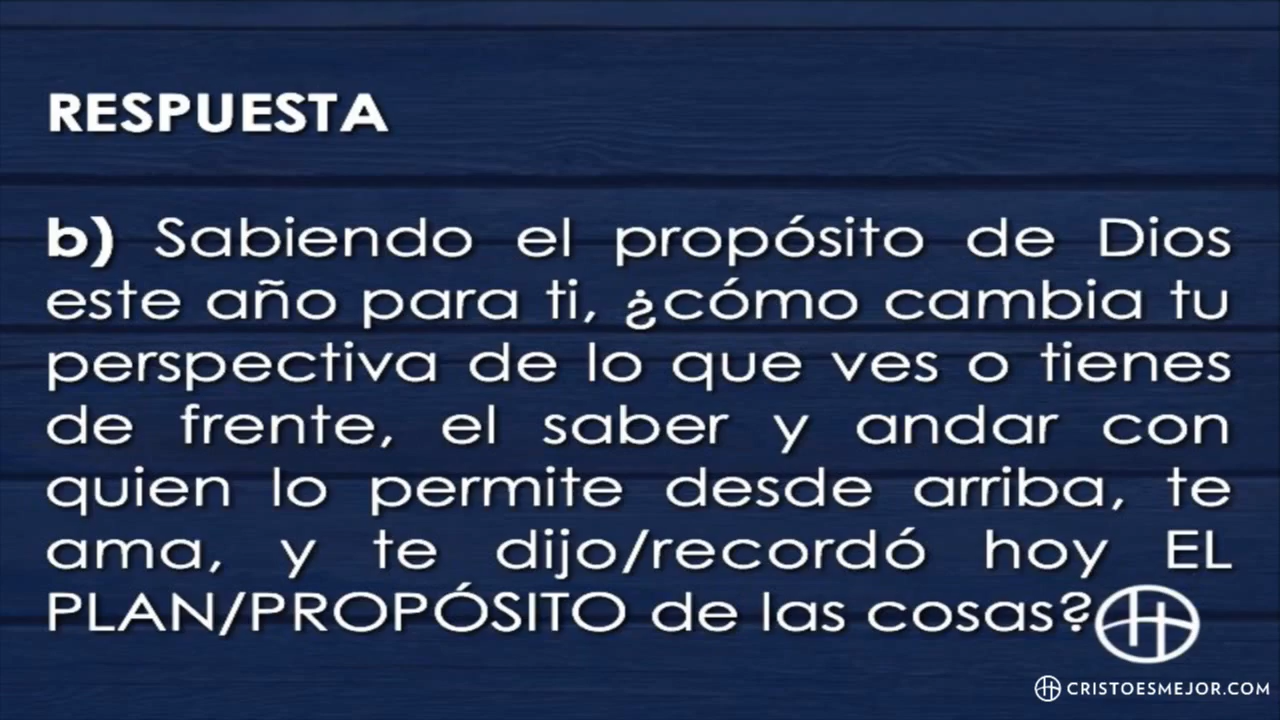 RESPUESTA
b) Sabiendo el propósito de Dios
este año para ti, ¿cómo cambia tu
perspectiva de lo que ves o tienes
de frente, el saber y andar con
quien lo permite desde arriba, te
ama, y te dijo/recordó hoy EL
PLAN/PROPÓSITO de las cosas?
CRISTOESMEJOR.COM